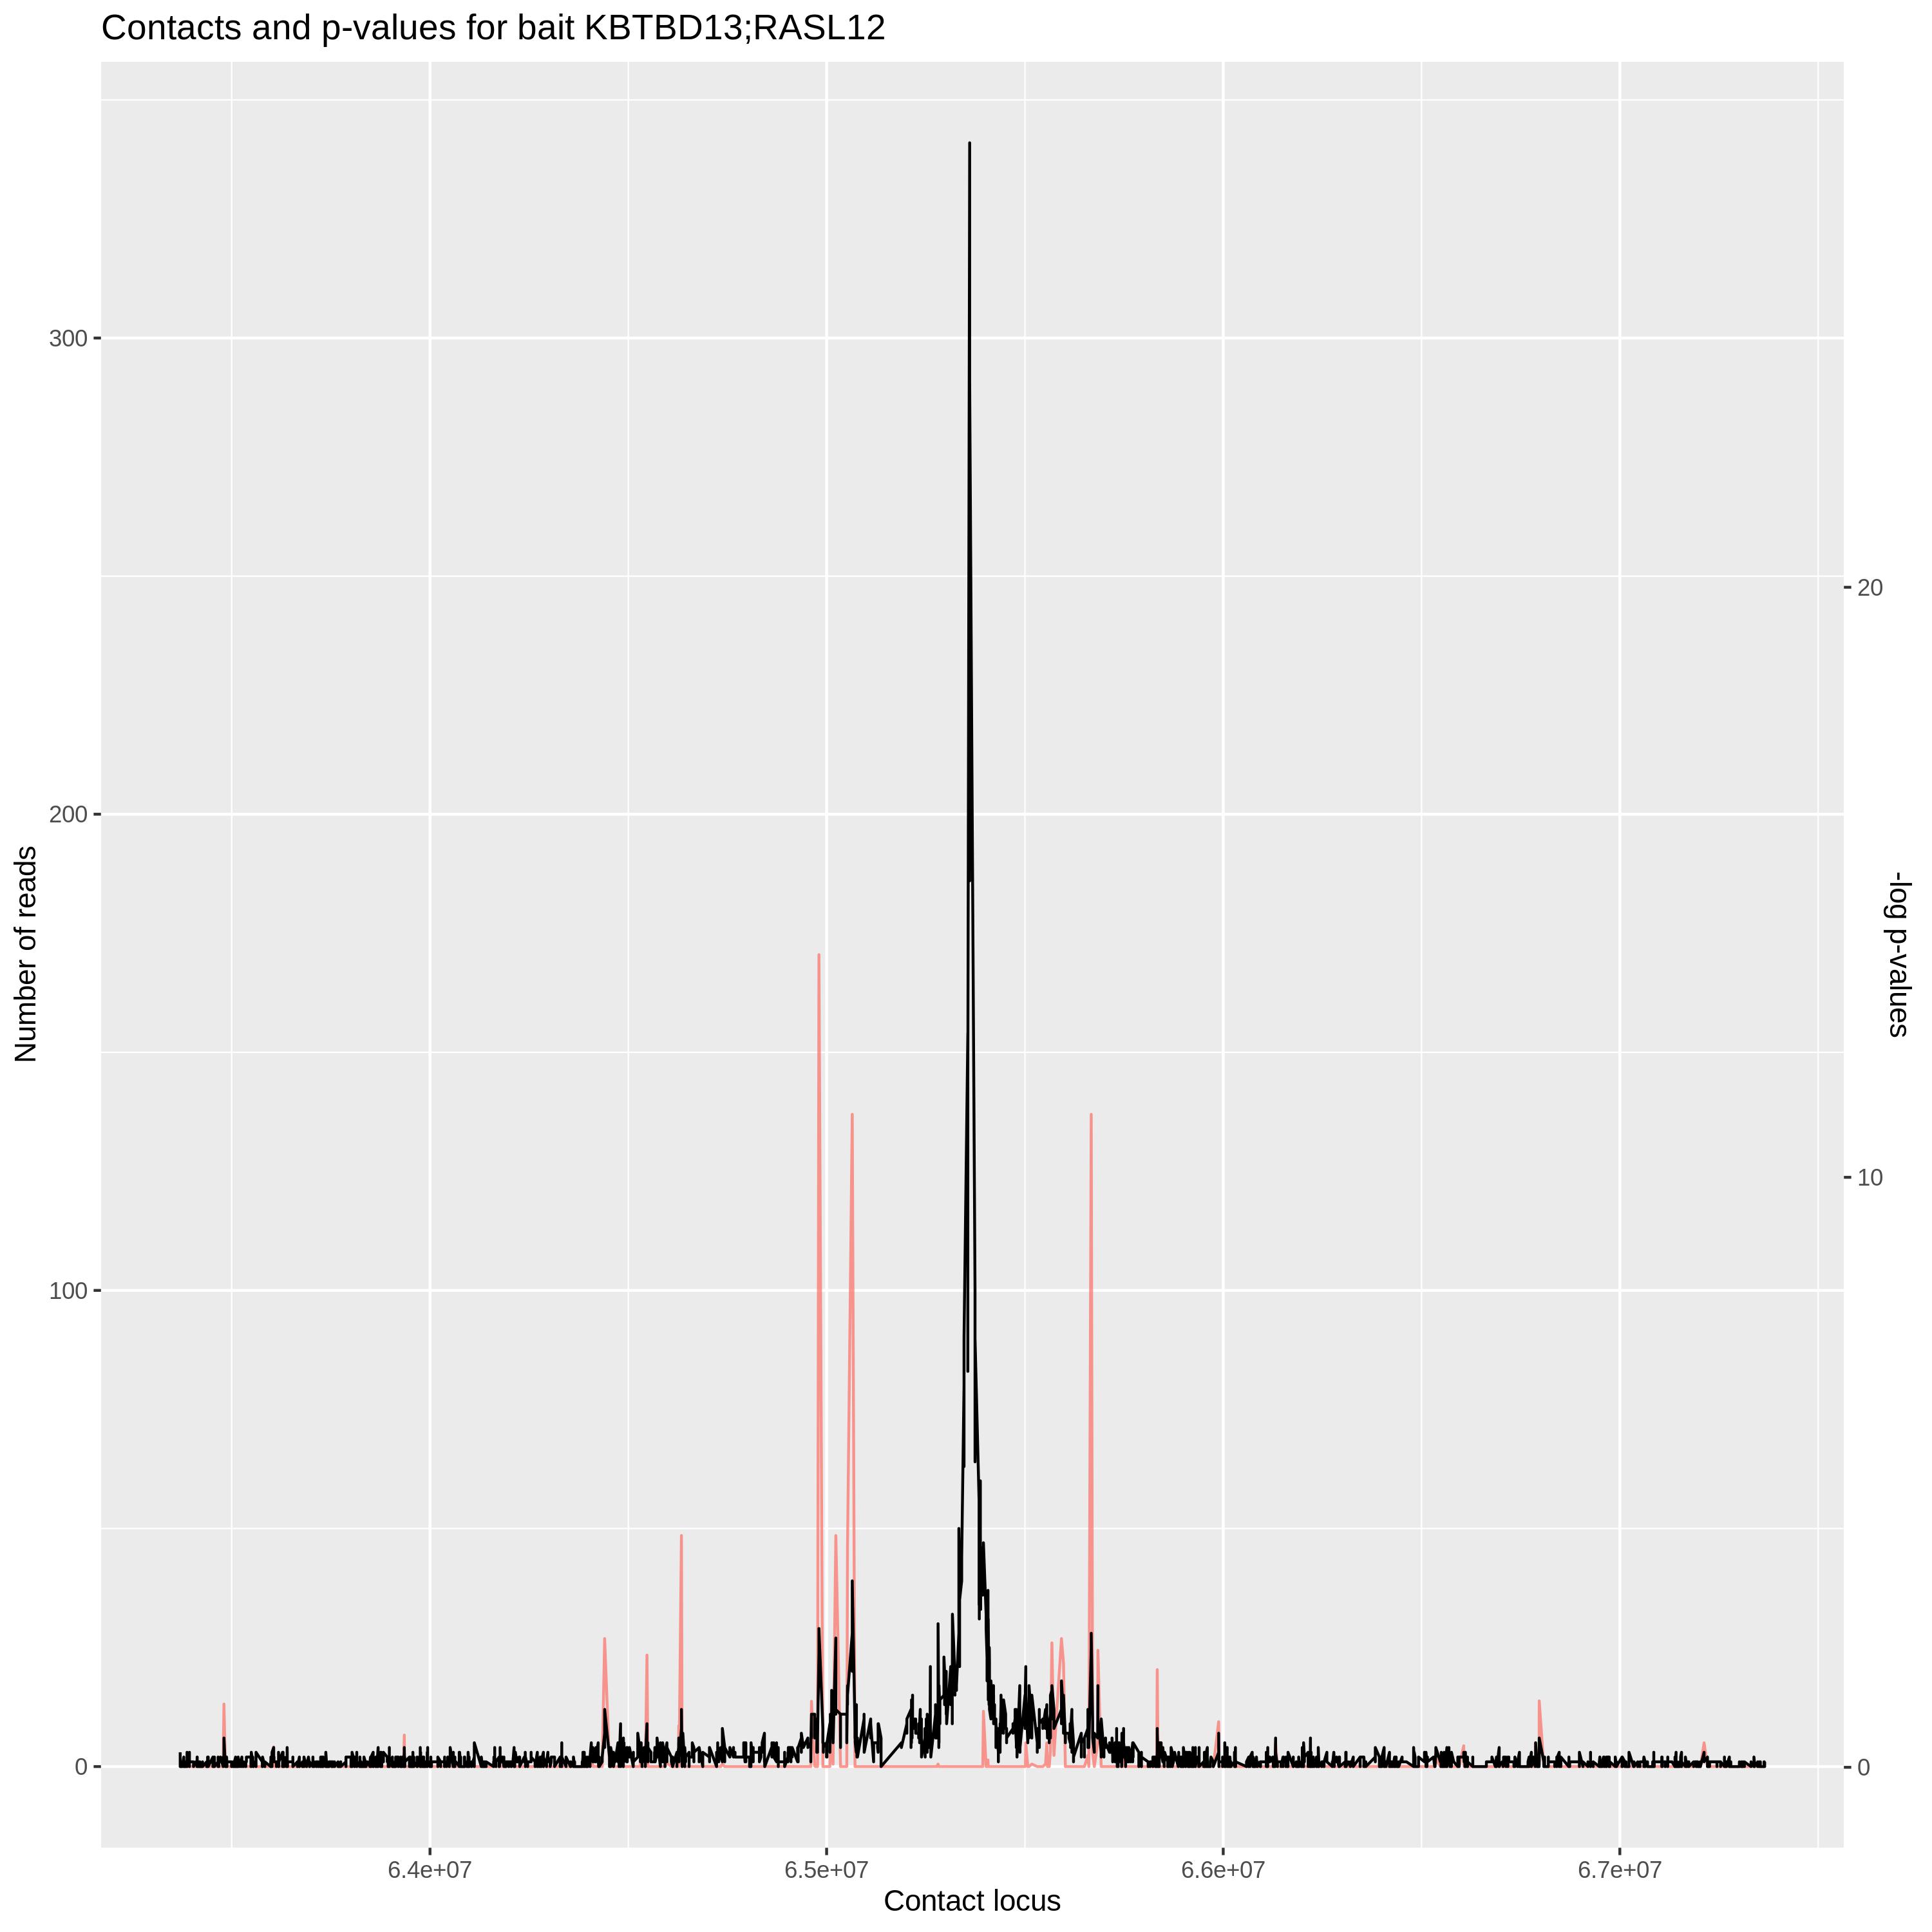 Contacts and p-values for bait KBTBD13;RASL12
300
200
100
0
Number of reads
20
10
0
-log p-values
6.4e+07
6.5e+07
6.6e+07
6.7e+07
Contact locus